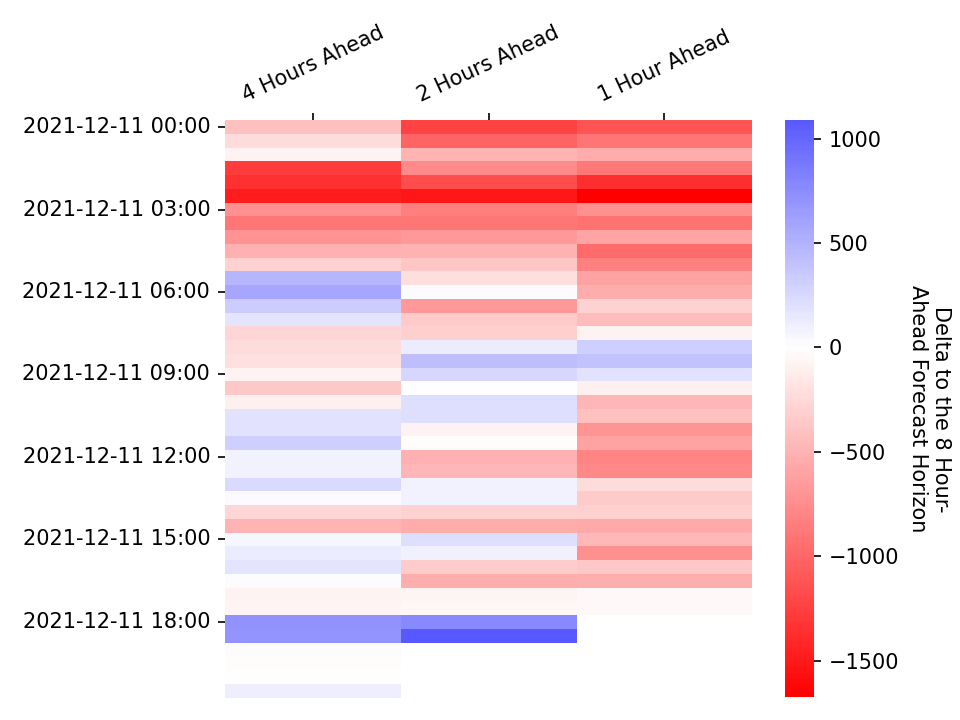 4 Hours Ahead
2 Hours Ahead
1 Hour Ahead
2021-12-11 00:00
2021-12-11 03:00
2021-12-11 06:00
2021-12-11 09:00
2021-12-11 12:00
2021-12-11 15:00
2021-12-11 18:00
1000
500
0
−500
−1000
−1500
Delta to the 8 Hour-
Ahead Forecast Horizon